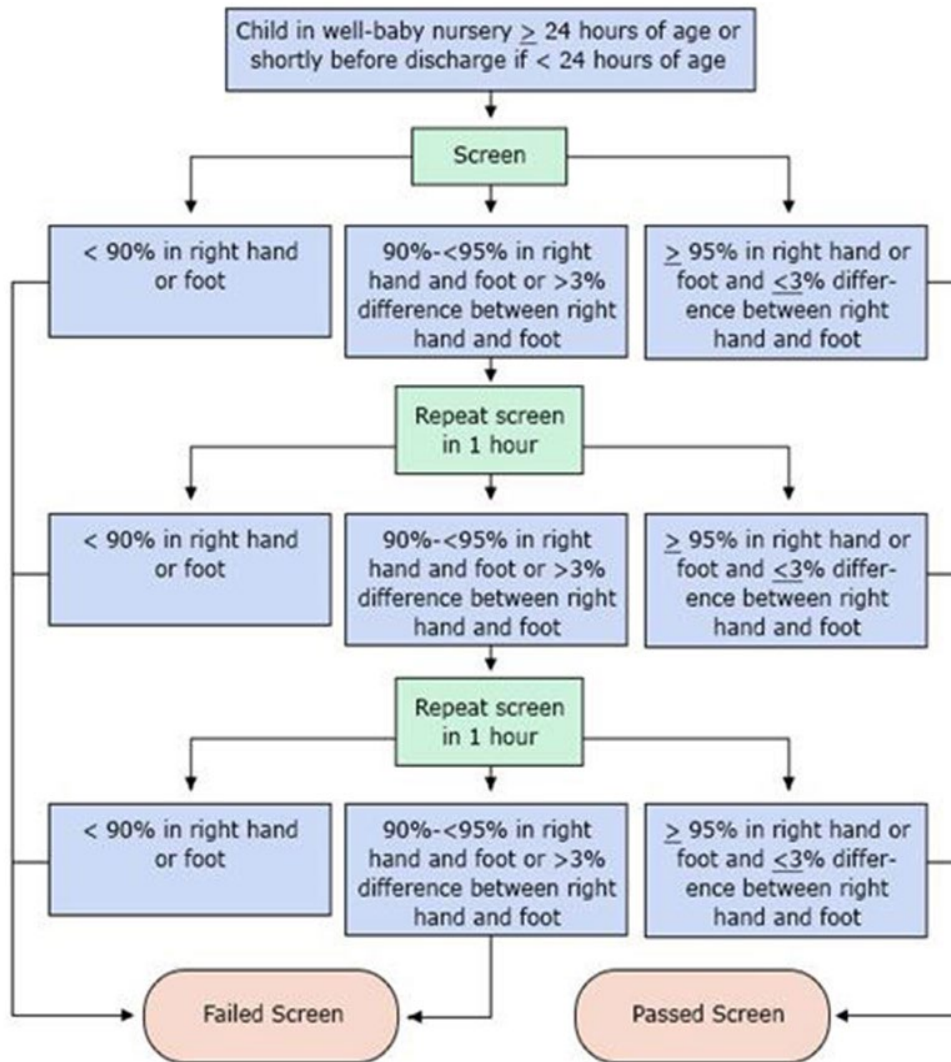 Child in well-baby nursery ≥ 24 hours of age or
shortly before discharge if < 24 hours of age
Screen
< 90% in right hand
or foot
90%-<95% in right
hand and foot or >3%
difference between right
hand and foot
≥ 95% in right hand or
foot and ≤3% differ-
ence between right
hand and foot
Repeat screen
in 1 hour
< 90% in right hand
or foot
90%-<95% in right
hand and foot or >3%
difference between right
hand and foot
≥ 95% in right hand or
foot and ≤3% differ-
ence between right
hand and foot
Repeat screen
in 1 hour
< 90% in right hand
or foot
90%-<95% in right
hand and foot or >3%
difference between right
hand and foot
≥ 95% in right hand or
foot and ≤3% differ-
ence between right
hand and foot
Failed Screen
Passed Screen